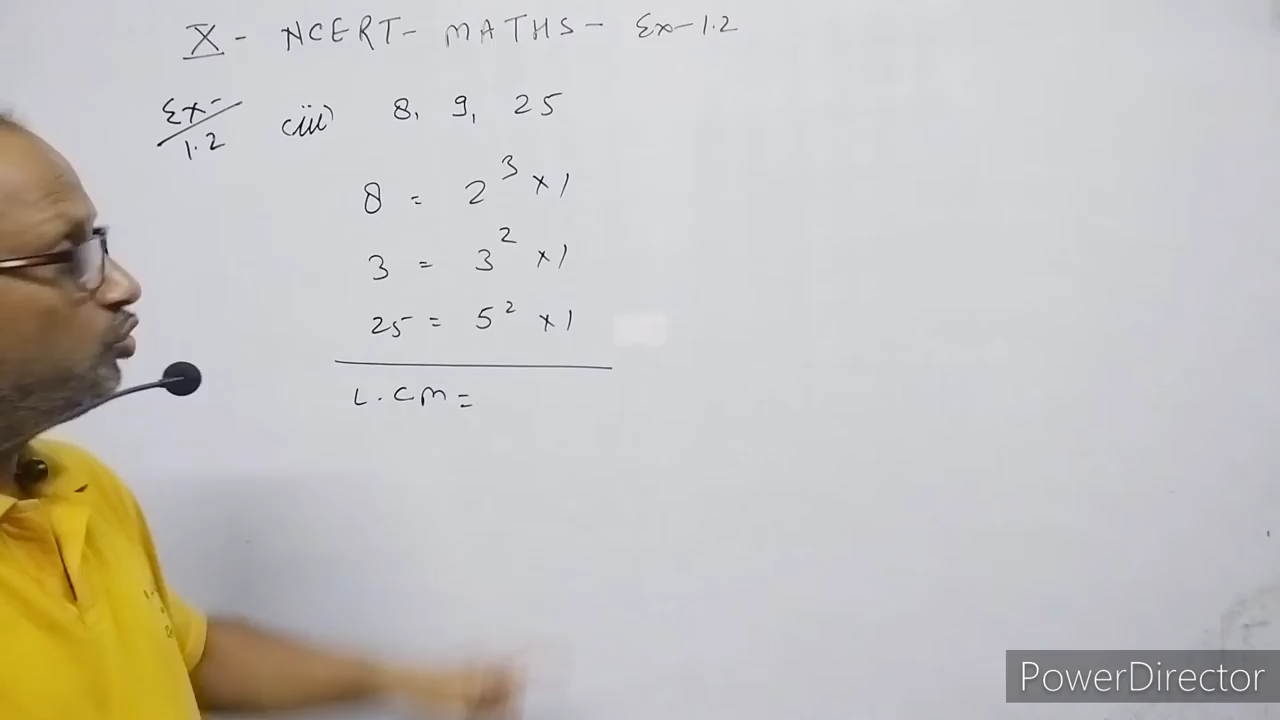 X - NCERT - MATHS - Ex-1.2
Ex-1.2 (iii) 8, 9, 25
8 = 2³ × 1
3 = 3² × 1
25 = 5² × 1
L.CM =
PowerDirector